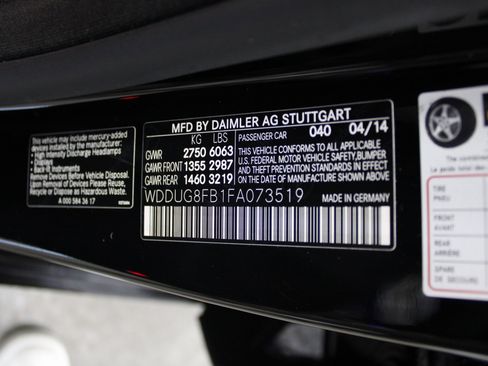 This vehicle may include mercury-added
devices installed by the manufacturer:
• High Intensity Discharge Headlamps
• Back-lit Instruments
Remove Devices Before Vehicle Disposal.
Upon Removal of Devices Please Reuse,
Recycle or Dispose as Hazardous Waste.
A 000 584 36 17
MFD BY DAIMLER AG STUTTGART
KG LBS PASSENGER CAR 040 04/14
GVWR 2750 6063
GAWR FRONT 1355 2987
GAWR REAR 1460 3219
THIS VEHICLE CONFORMS TO ALL APPLICABLE
U.S. FEDERAL MOTOR VEHICLE SAFETY, BUMPER
AND THEFT PREVENTION STANDARDS IN EFFECT
ON THE DATE OF MANUFACTURE SHOWN ABOVE.
WDDUG8FB1FA073519 MADE IN GERMANY
TIRE
PNEU
FRONT
AVANT
REAR
ARRIÈRE
SPARE
DE SECOURS